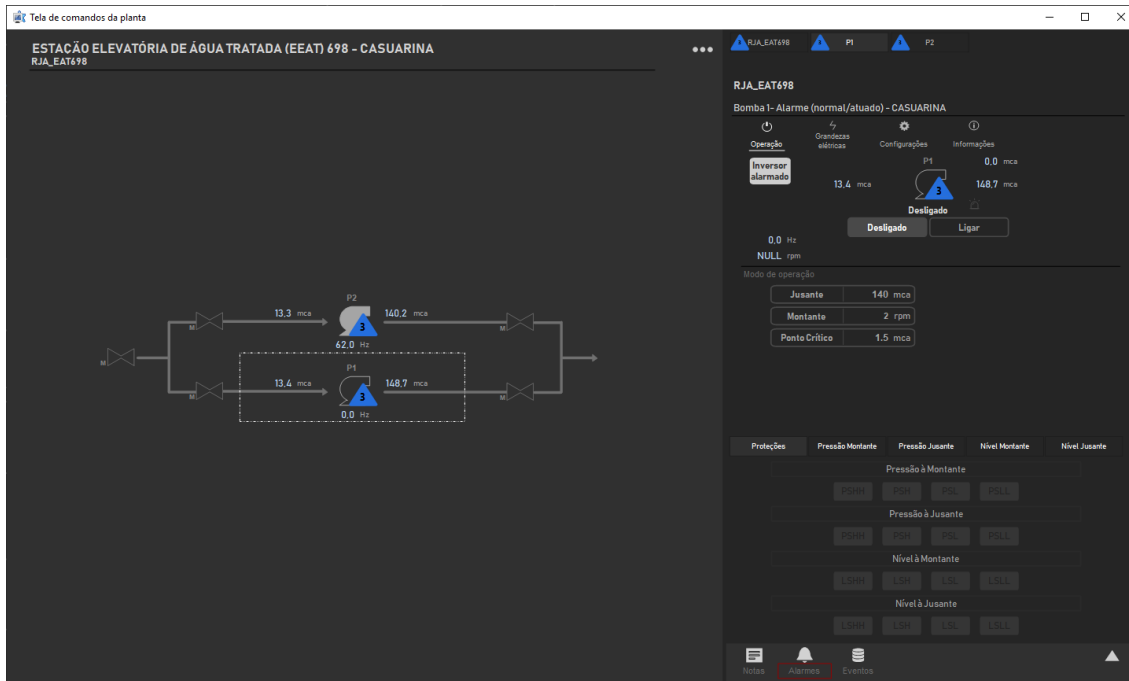 Tela de comandos da planta
ESTAÇÃO ELEVATÓRIA DE ÁGUA TRATADA (EEAT) 698 - CASUARINA
RJA_EAT698
P2
13,3 mca
140,2 mca
M
3
M
62,0 Hz
M
P1
13,4 mca
148,7 mca
M
3
M
0,0 Hz
3 RJA_EAT698
3 P1
3 P2
RJA_EAT698
Bomba 1- Alarme (normal/atuado) - CASUARINA
Operação
Grandezas elétricas
Configurações
Informações
Inversor
alarmado
P1
0,0 mca
13,4 mca
3
148,7 mca
Desligado
Desligado
Ligar
0,0 Hz
NULL rpm
Modo de operação
Jusante 140 mca
Montante 2 rpm
Ponto Crítico 1.5 mca
Proteções Pressão Montante Pressão Jusante Nível Montante Nível Jusante
Pressão à Montante
PSHH PSH PSL PSLL
Pressão à Jusante
PSHH PSH PSL PSLL
Nível à Montante
LSHH LSH LSL LSLL
Nível à Jusante
LSHH LSH LSL LSLL
Notas Alarmes Eventos